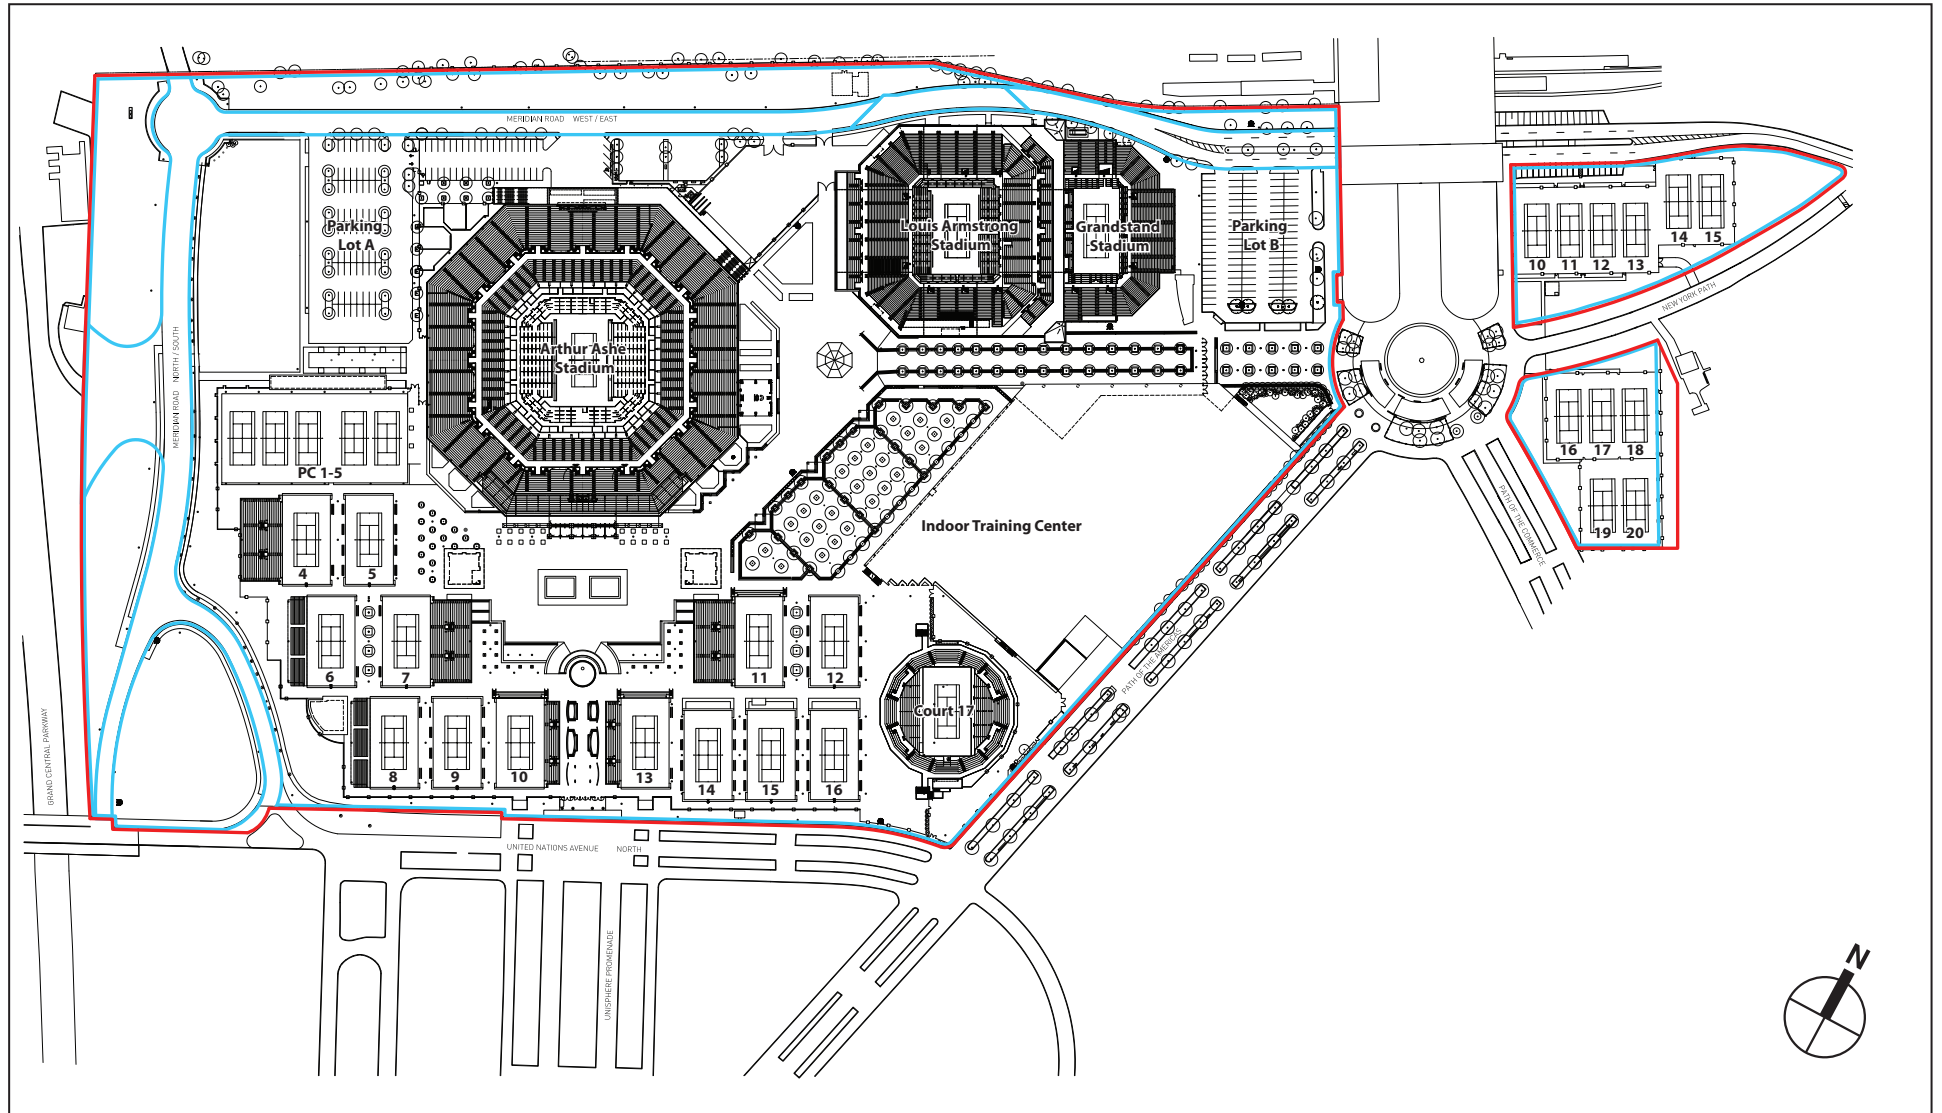 MERIDIAN ROAD WEST / EAST
Parking
Lot A
Louis Armstrong
Stadium
Grandstand
Stadium
Parking
Lot B
14 15
10 11 12 13
NEW YORK PATH
MERIDIAN ROAD NORTH / SOUTH
Arthur Ashe
Stadium
PC 1-5
16 17 18
19 20
PATH OF THE COMMERCE
Indoor Training Center
4 5
6 7
11 12
PATH OF THE AMERICAS
Court 17
8 9 10 13 14 15 16
GRAND CENTRAL PARKWAY
UNITED NATIONS AVENUE NORTH
UNISPHERE PROMENADE
N